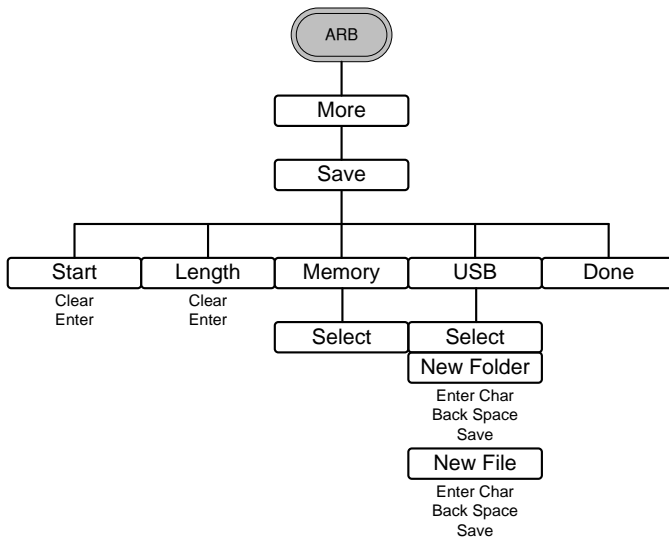 ARB
More
Save
Start
Clear
Enter
Length
Clear
Enter
Memory
Select
USB
Select
New Folder
Enter Char
Back Space
Save
New File
Enter Char
Back Space
Save
Done